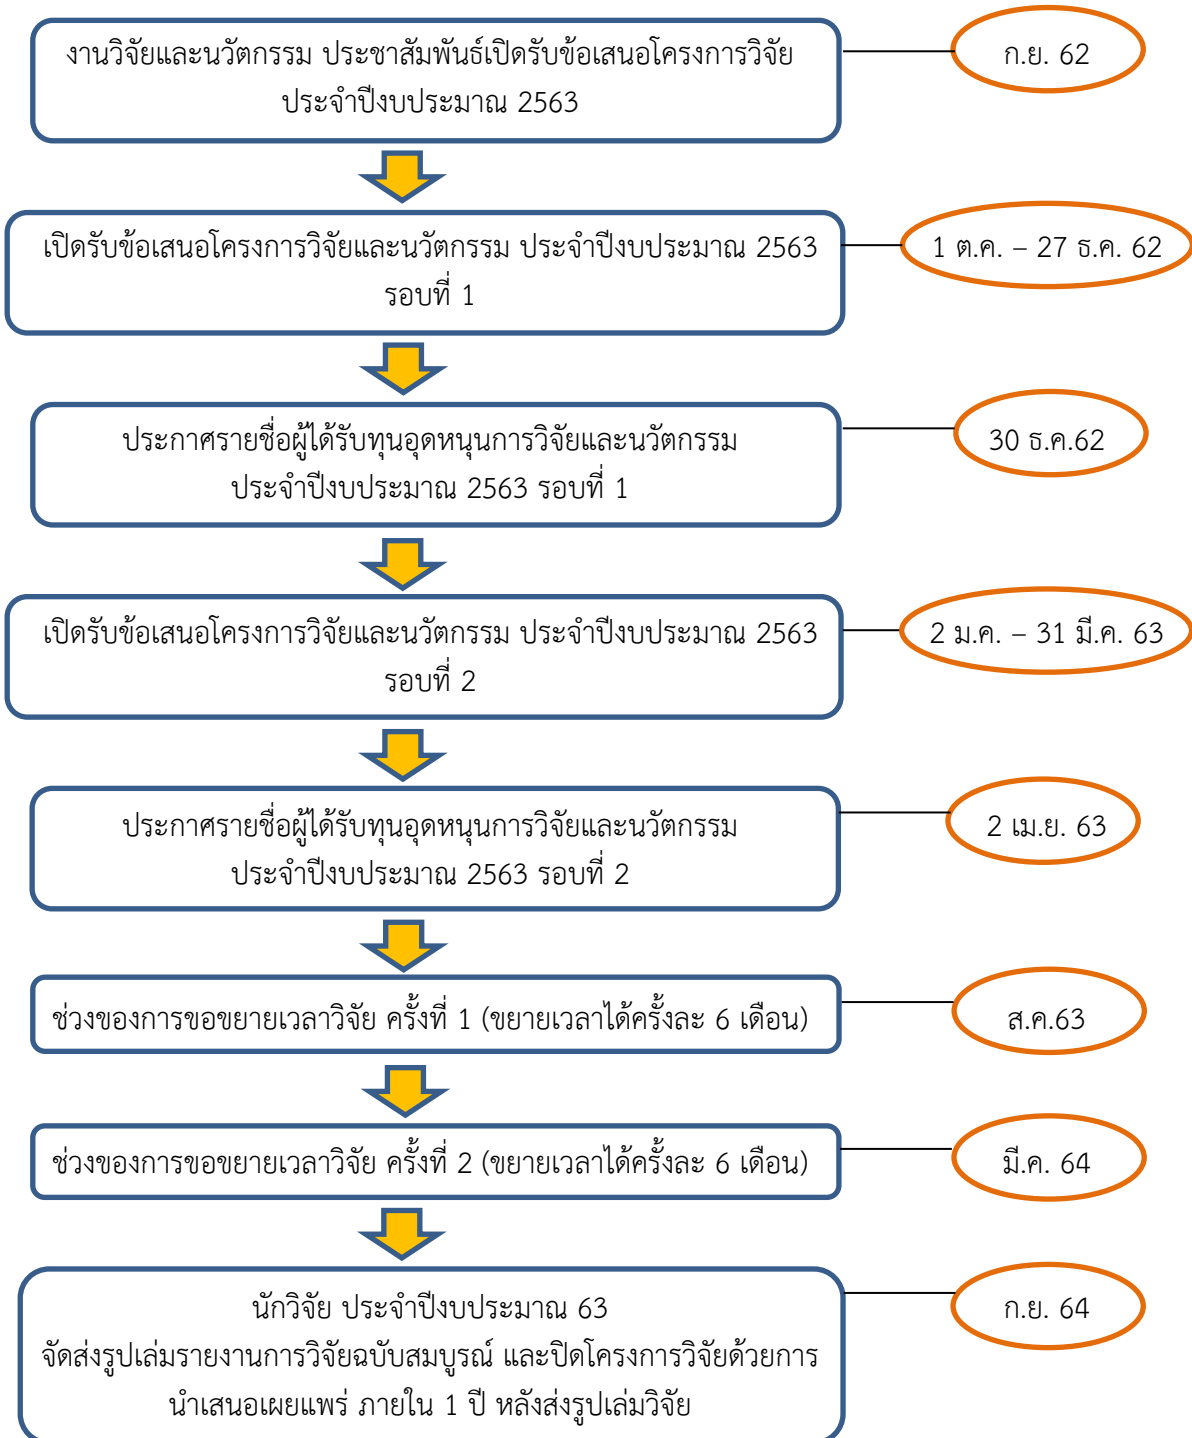 งานวิจัยและนวัตกรรม ประชาสัมพันธ์เปิดรับข้อเสนอโครงการวิจัย
ประจำปีงบประมาณ 2563
ก.ย. 62
เปิดรับข้อเสนอโครงการวิจัยและนวัตกรรม ประจำปีงบประมาณ 2563
รอบที่ 1
1 ต.ค. – 27 ธ.ค. 62
ประกาศรายชื่อผู้ได้รับทุนอุดหนุนการวิจัยและนวัตกรรม
ประจำปีงบประมาณ 2563 รอบที่ 1
30 ธ.ค.62
เปิดรับข้อเสนอโครงการวิจัยและนวัตกรรม ประจำปีงบประมาณ 2563
รอบที่ 2
2 ม.ค. – 31 มี.ค. 63
ประกาศรายชื่อผู้ได้รับทุนอุดหนุนการวิจัยและนวัตกรรม
ประจำปีงบประมาณ 2563 รอบที่ 2
2 เม.ย. 63
ช่วงของการขอขยายเวลาวิจัย ครั้งที่ 1 (ขยายเวลาได้ครั้งละ 6 เดือน)
ส.ค.63
ช่วงของการขอขยายเวลาวิจัย ครั้งที่ 2 (ขยายเวลาได้ครั้งละ 6 เดือน)
มี.ค. 64
นักวิจัย ประจำปีงบประมาณ 63
จัดส่งรูปเล่มรายงานการวิจัยฉบับสมบูรณ์ และปิดโครงการวิจัยด้วยการ
นำเสนอเผยแพร่ ภายใน 1 ปี หลังส่งรูปเล่มวิจัย
ก.ย. 64